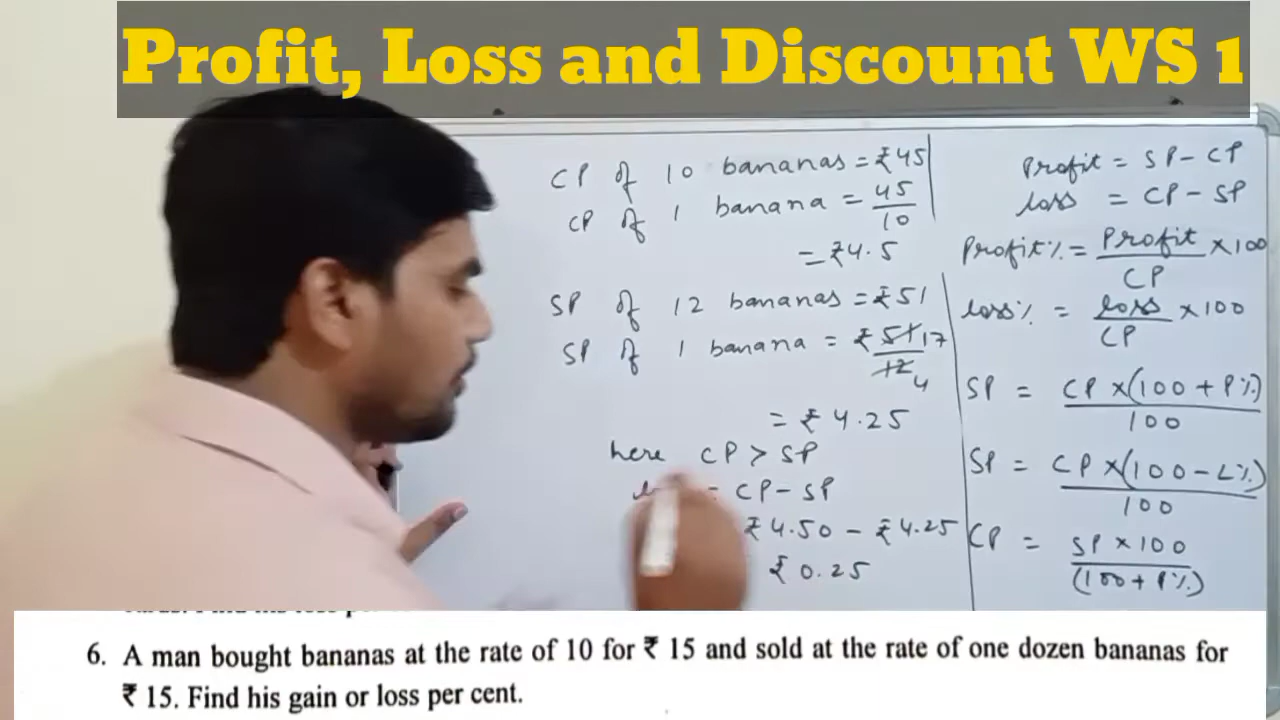 Profit, Loss and Discount WS 1
CP of 10 bananas = ₹45
CP of 1 banana = 45/10
= ₹4.5
SP of 12 bananas = ₹51
SP of 1 banana = ₹51 17/12 4
= ₹4.25
here CP > SP
= CP - SP
₹4.50 - ₹4.25
₹0.25
Profit = SP - CP
loss = CP - SP
Profit% = Profit/CP × 100
loss% = loss/CP × 100
SP = CP×(100 + P%)/100
SP = CP×(100 - L%)/100
CP = SP × 100/(100 + P%)
6. A man bought bananas at the rate of 10 for ₹ 15 and sold at the rate of one dozen bananas for
₹ 15. Find his gain or loss per cent.